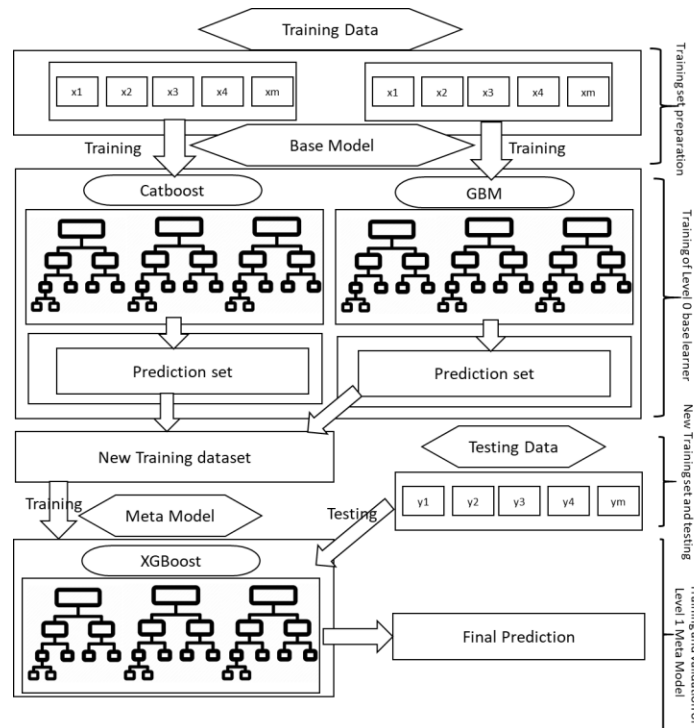 Training Data
x1 x2 x3 x4 xm
x1 x2 x3 x4 xm
Training set preparation
Training
Base Model
Training
Catboost
GBM
Training of Level 0 base learner
Prediction set
Prediction set
New Training dataset
Testing Data
y1 y2 y3 y4 ym
New Training set and testing
Training
Meta Model
Testing
XGBoost
Final Prediction
Level 1 Meta Model